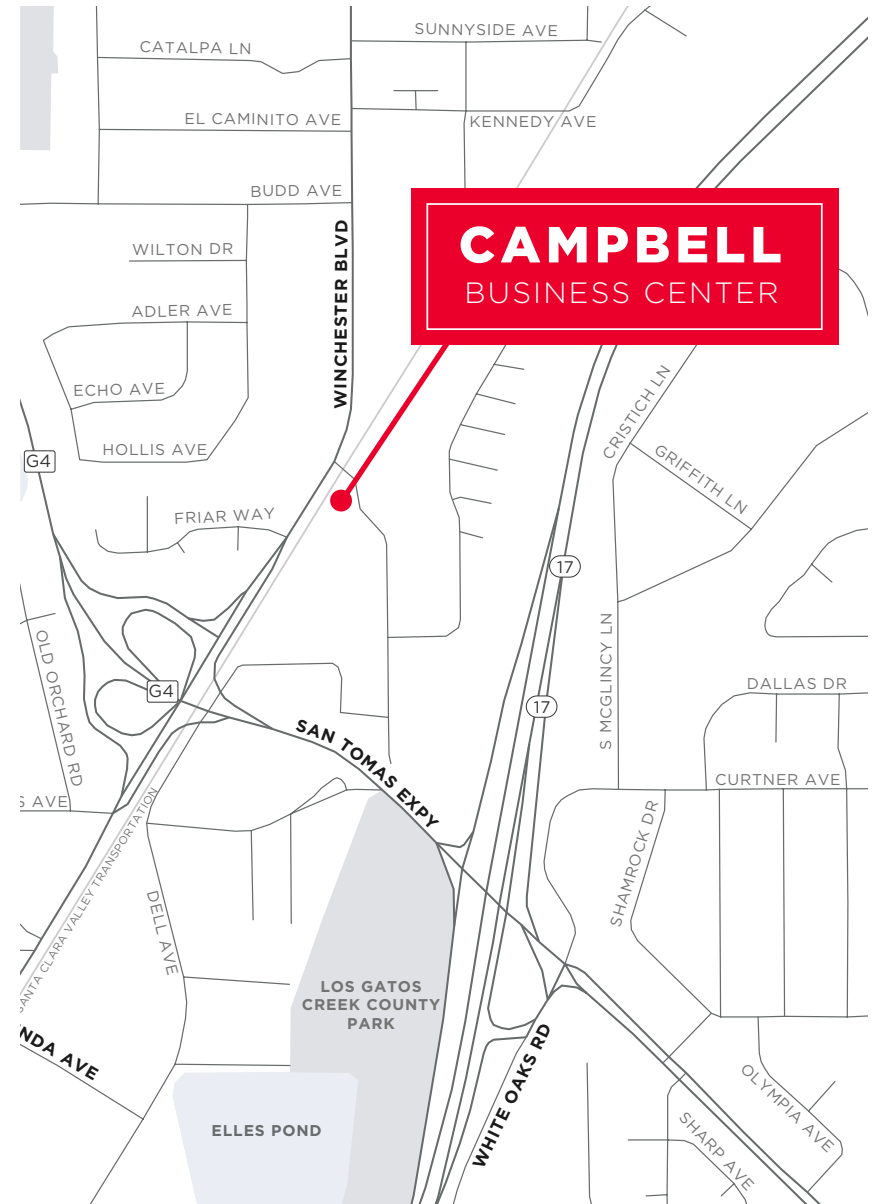 SUNNYSIDE AVE
CATALPA LN
EL CAMINITO AVE
KENNEDY AVE
BUDD AVE
WILTON DR
WINCHESTER BLVD
CAMPBELL
BUSINESS CENTER
ADLER AVE
ECHO AVE
HOLLIS AVE
CRISTICH LN
GRIFFITH LN
G4
FRIAR WAY
17
OLD ORCHARD RD
G4
17
S MCGLINCY LN
DALLAS DR
SAN TOMAS EXPY
CURTNER AVE
S AVE
SANTA CLARA VALLEY TRANSPORTATION
SHAMROCK DR
DELL AVE
LOS GATOS
CREEK COUNTY
PARK
NDA AVE
WHITE OAKS RD
OLYMPIA AVE
ELLES POND
SHARP AVE